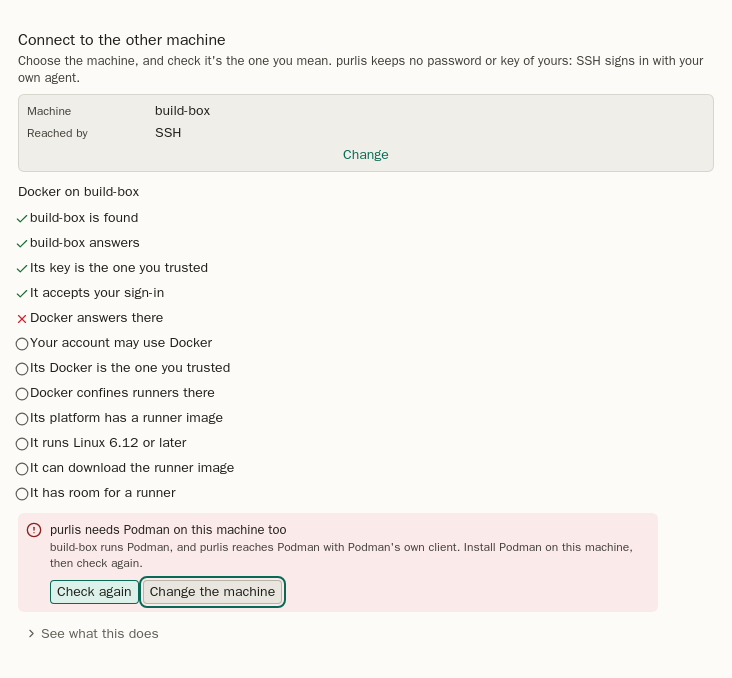 Connect to the other machine
Choose the machine, and check it's the one you mean. purlis keeps no password or key of yours: SSH signs in with your
own agent.
Machine build-box
Reached by SSH
Change
Docker on build-box
build-box is found
build-box answers
Its key is the one you trusted
It accepts your sign-in
Docker answers there
Your account may use Docker
Its Docker is the one you trusted
Docker confines runners there
Its platform has a runner image
It runs Linux 6.12 or later
It can download the runner image
It has room for a runner
purlis needs Podman on this machine too
build-box runs Podman, and purlis reaches Podman with Podman's own client. Install Podman on this machine,
then check again.
Check again Change the machine
See what this does